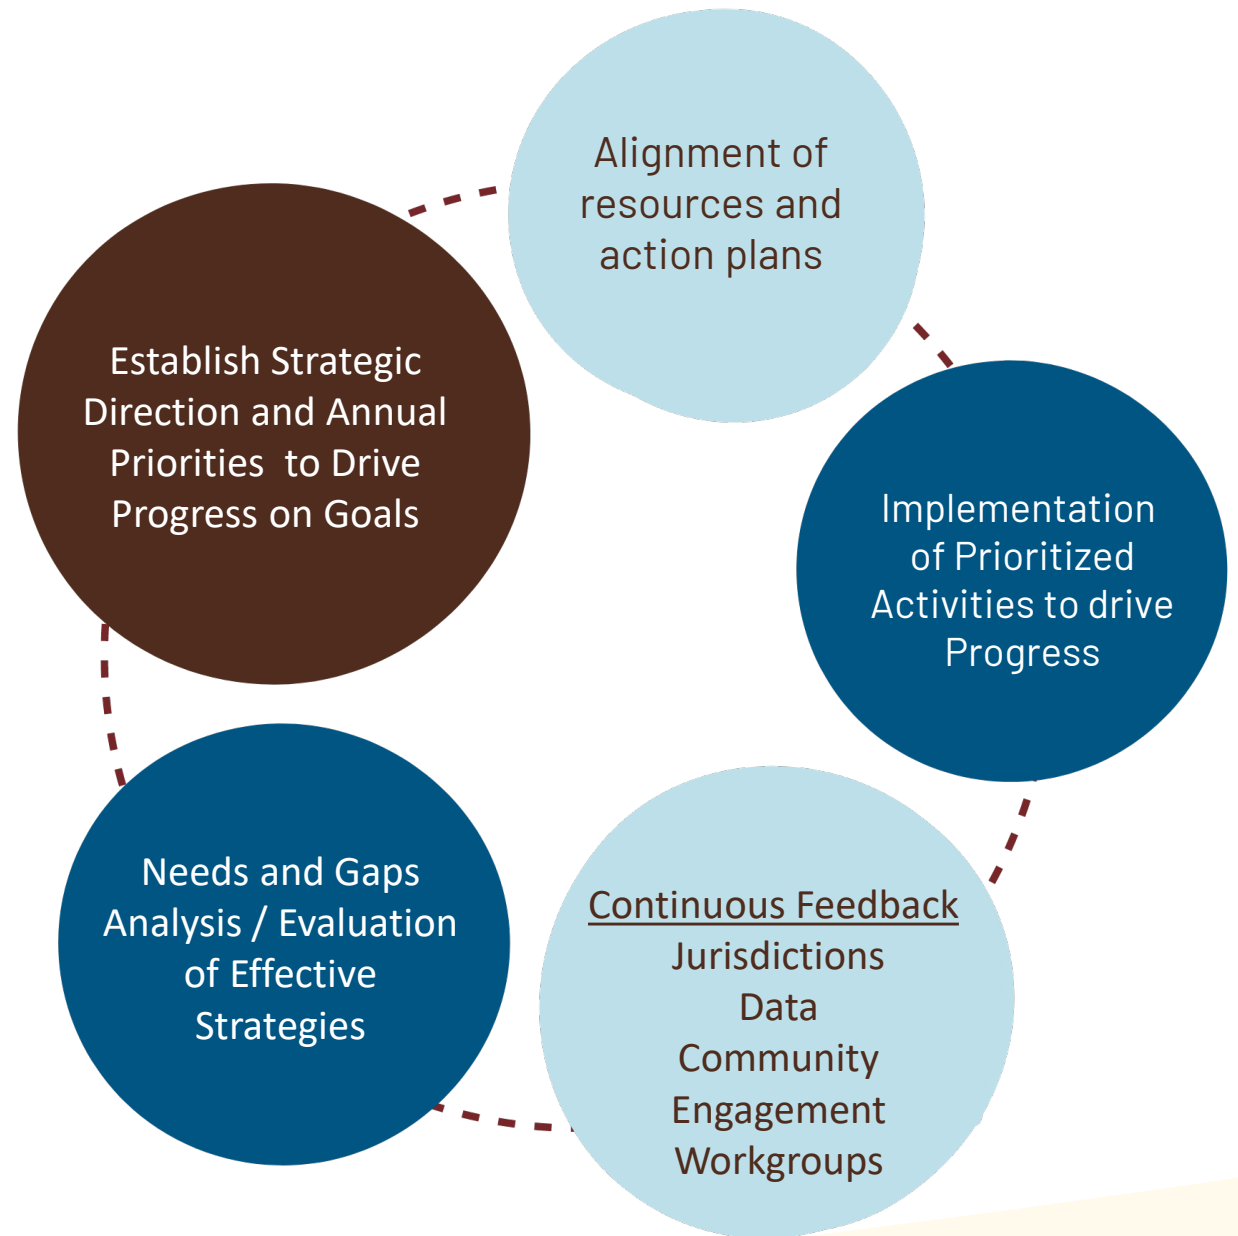 Alignment of
resources and
action plans
Establish Strategic
Direction and Annual
Priorities  to Drive
Progress on Goals
Implementation
of Prioritized
Activities to drive
Progress
Needs and Gaps
Analysis / Evaluation
of Effective
Strategies
Continuous Feedback
Jurisdictions
Data
Community
Engagement
Workgroups